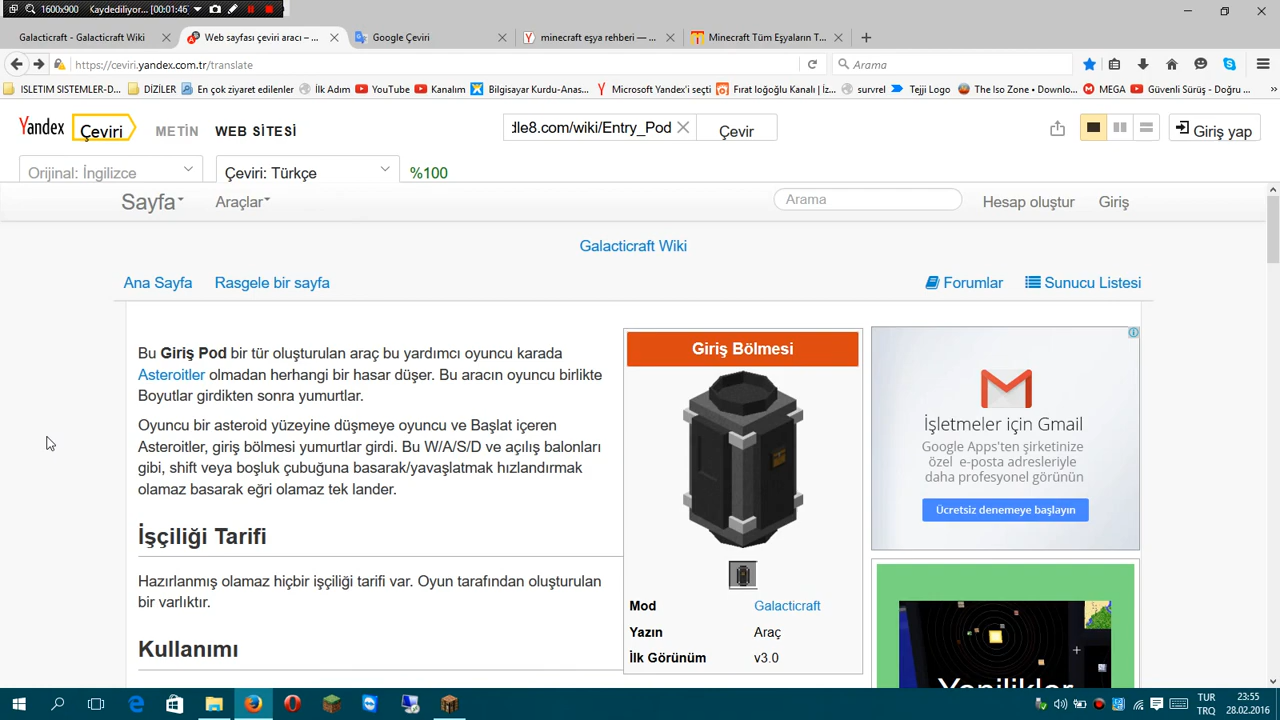 1600x900 Kaydediliyor... [00:01:46]
Galacticraft - Galacticraft Wiki
Web sayfası çeviri aracı – ...
Google Çeviri
minecraft eşya rehberi — ...
Minecraft Tüm Eşyaların T...
https://ceviri.yandex.com.tr/translate
Arama
ISLETIM SISTEMLER-D...
DİZİLER
En çok ziyaret edilenler
İlk Adım
YouTube
Kanalım
Bilgisayar Kurdu-Anas...
Microsoft Yandex'i seçti
Fırat loğoğlu Kanalı | İz...
survrel
Tejji Logo
The Iso Zone • Downlo...
MEGA
Güvenli Sürüş - Doğru ...
»
Yandex Çeviri
METİN
WEB SİTESİ
dle8.com/wiki/Entry_Pod
Çevir
Giriş yap
Orijinal: İngilizce
Çeviri: Türkçe
%100
Sayfa
Araçlar
Arama
Hesap oluştur
Giriş
Galacticraft Wiki
Ana Sayfa
Rasgele bir sayfa
Forumlar
Sunucu Listesi
Bu Giriş Pod bir tür oluşturulan araç bu yardımcı oyuncu karada
Asteroitler olmadan herhangi bir hasar düşer. Bu aracın oyuncu birlikte
Boyutlar girdikten sonra yumurtlar.
Oyuncu bir asteroid yüzeyine düşmeye oyuncu ve Başlat içeren
Asteroitler, giriş bölmesi yumurtlar girdi. Bu W/A/S/D ve açılış balonları
gibi, shift veya boşluk çubuğuna basarak/yavaşlatmak hızlandırmak
olamaz basarak eğri olamaz tek lander.
İşçiliği Tarifi
Hazırlanmış olamaz hiçbir işçiliği tarifi var. Oyun tarafından oluşturulan
bir varlıktır.
Kullanımı
Giriş Bölmesi
Mod Galacticraft
Yazın Araç
İlk Görünüm v3.0
İşletmeler için Gmail
Google Apps'ten şirketinize
özel e-posta adresleriyle
daha profesyonel görünün
Ücretsiz denemeye başlayın
Yenilikler
TUR
TRQ
23:55
28.02.2016